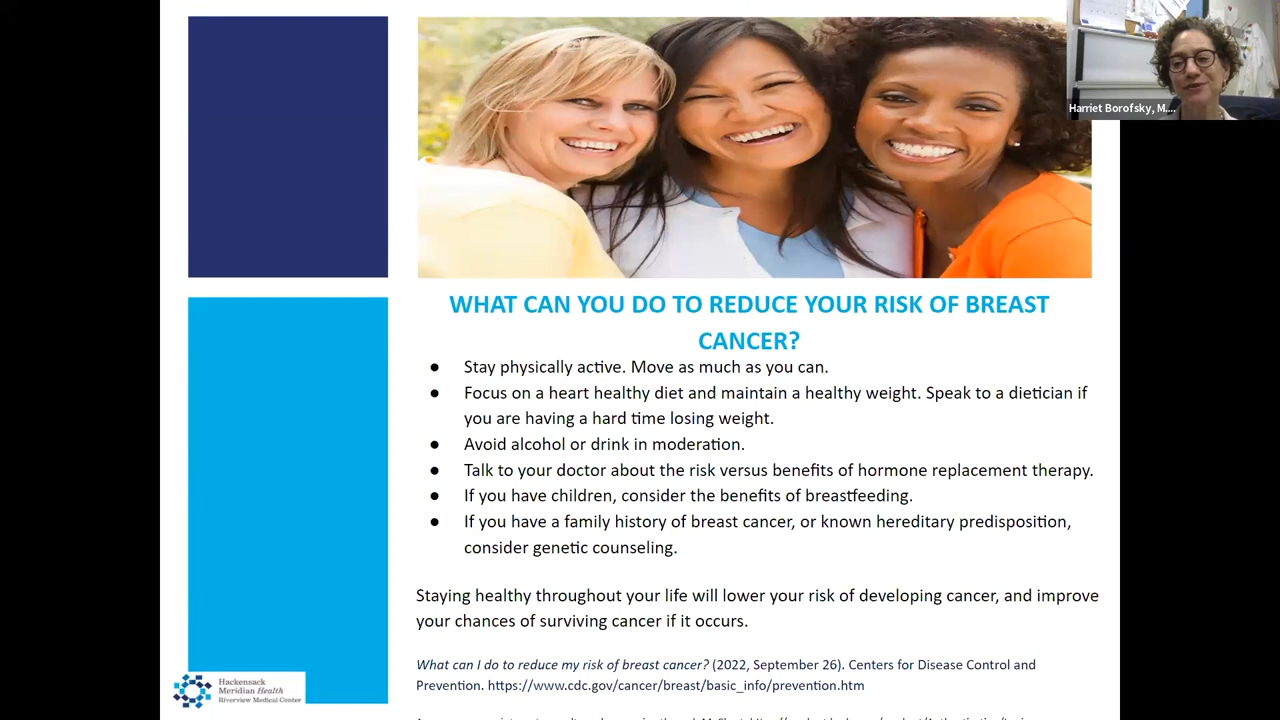 Harriet Borofsky, M....
WHAT CAN YOU DO TO REDUCE YOUR RISK OF BREAST
CANCER?
● Stay physically active. Move as much as you can.
● Focus on a heart healthy diet and maintain a healthy weight. Speak to a dietician if
you are having a hard time losing weight.
● Avoid alcohol or drink in moderation.
● Talk to your doctor about the risk versus benefits of hormone replacement therapy.
● If you have children, consider the benefits of breastfeeding.
● If you have a family history of breast cancer, or known hereditary predisposition,
consider genetic counseling.
Staying healthy throughout your life will lower your risk of developing cancer, and improve
your chances of surviving cancer if it occurs.
What can I do to reduce my risk of breast cancer? (2022, September 26). Centers for Disease Control and
Prevention. https://www.cdc.gov/cancer/breast/basic_info/prevention.htm
Hackensack
Meridian Health
Riverview Medical Center